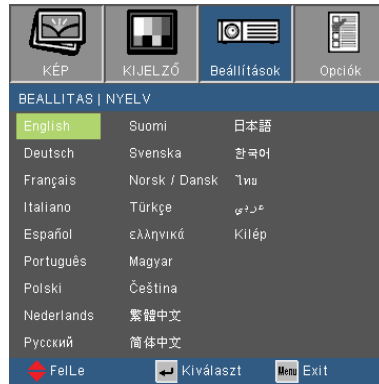 KÉP KIJELZŐ Beállítások Opciók
BEALLITAS | NYELV
English Suomi 日本語
Deutsch Svenska 한국어
Français Norsk / Dansk ไทย
Italiano Türkçe عربي
Español ελληνικά Kilép
Português Magyar
Polski Čeština
Nederlands 繁體中文
Русский 简体中文
FelLe Kiválaszt Menu Exit